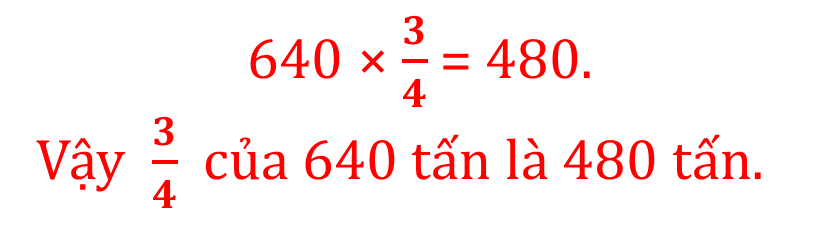 640 × 3/4 = 480.
Vậy 3/4 của 640 tấn là 480 tấn.